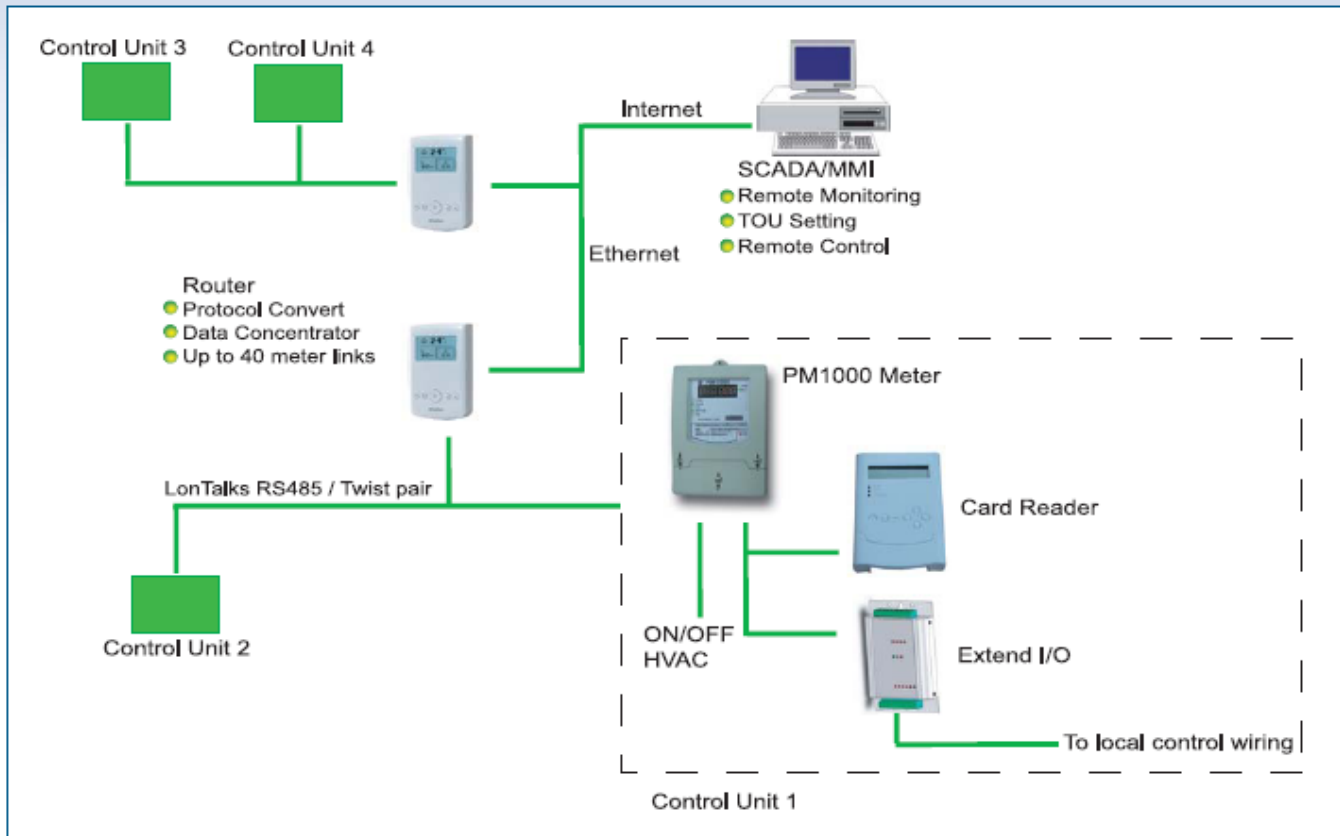 Control Unit 3
Control Unit 4
Internet
SCADA/MMI
Remote Monitoring
TOU Setting
Remote Control
Ethernet
Router
Protocol Convert
Data Concentrator
Up to 40 meter links
PM1000 Meter
LonTalks RS485 / Twist pair
Card Reader
Control Unit 2
ON/OFF
HVAC
Extend I/O
To local control wiring
Control Unit 1